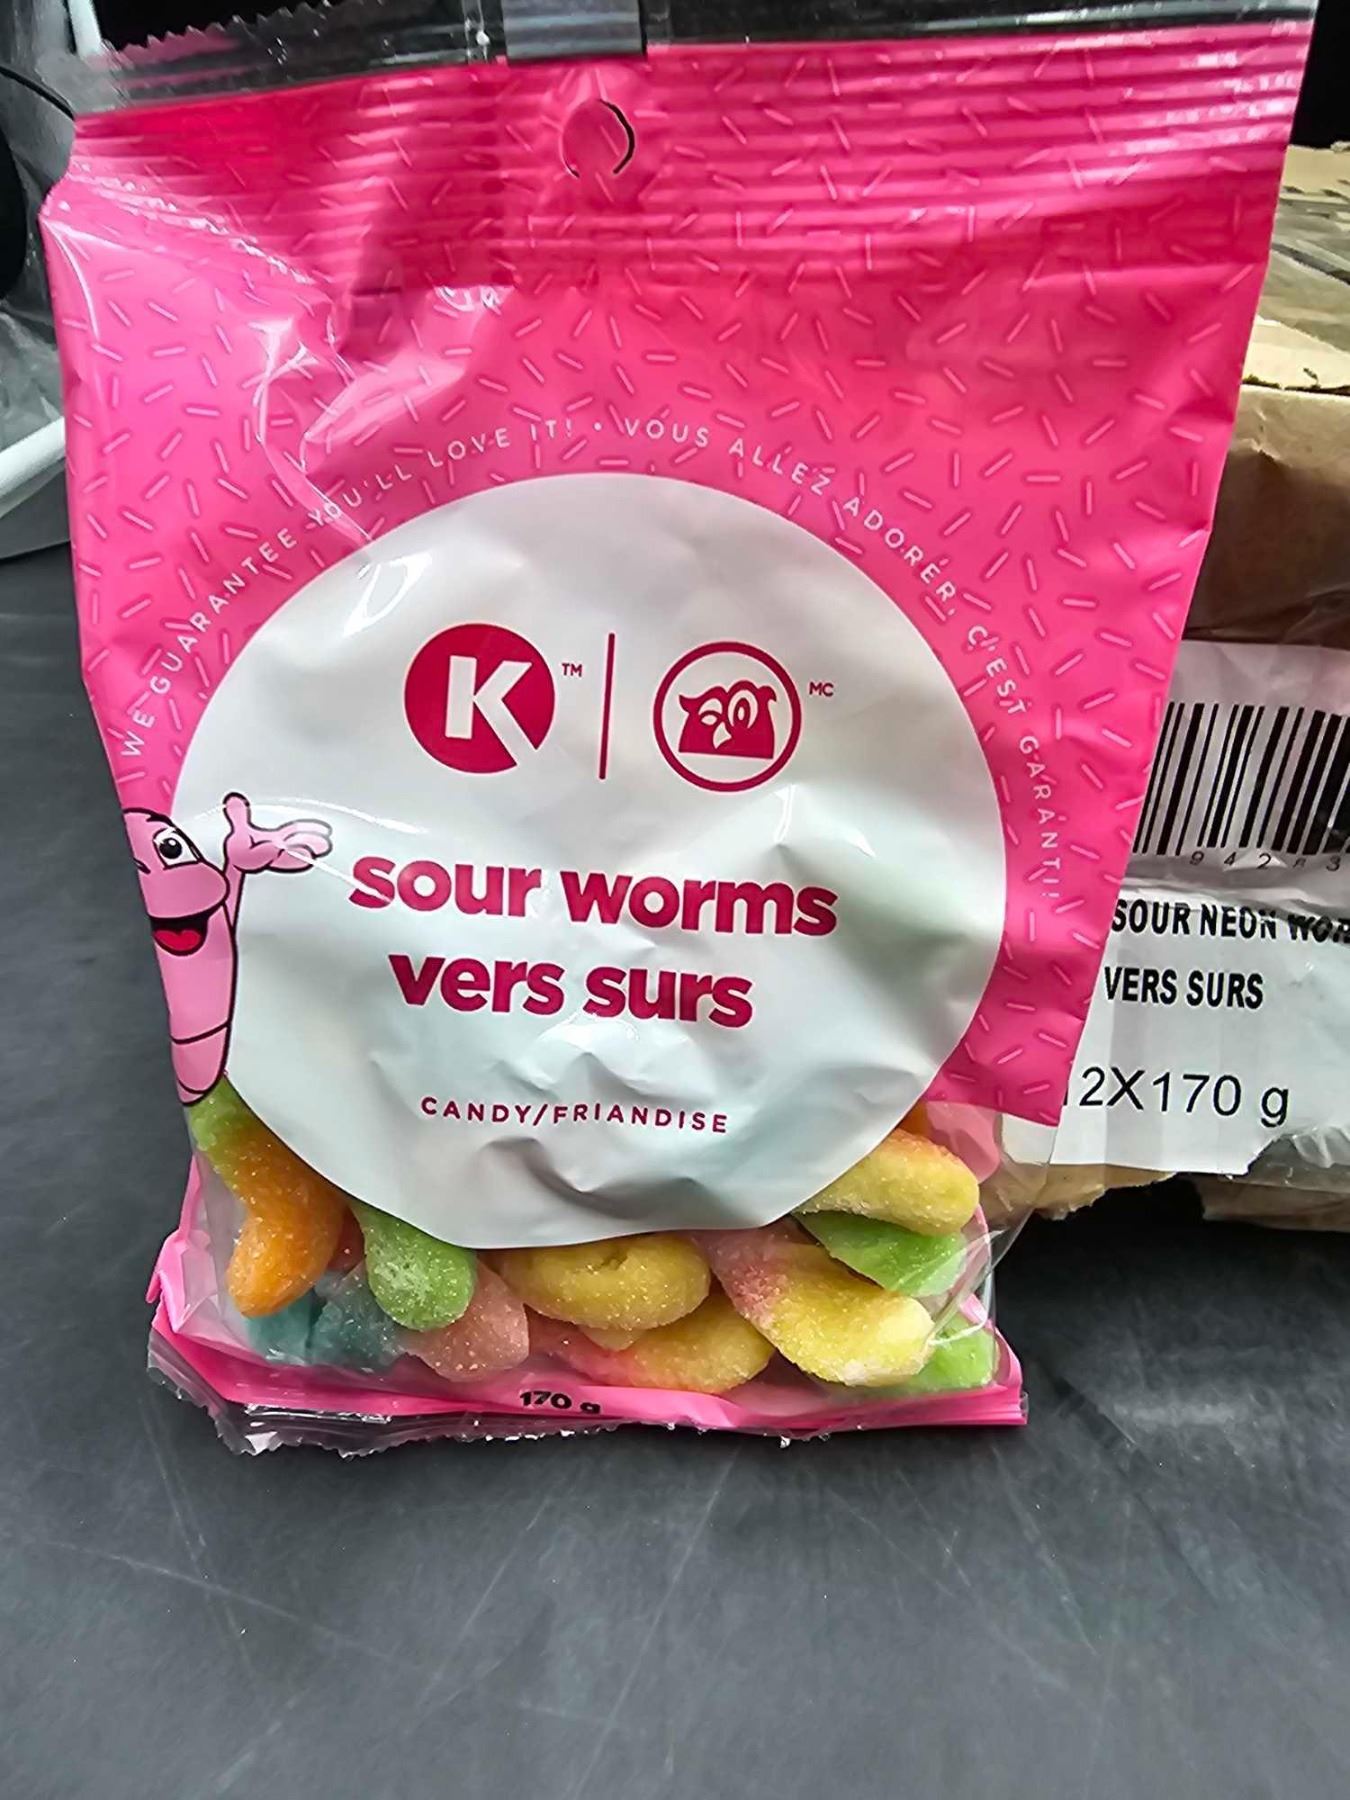 WE GUARANTEE YOU'LL LOVE IT! • VOUS ALLEZ ADORER, C'EST GARANTI!
K TM MC
sour worms
vers surs
CANDY/FRIANDISE
170 g
SOUR NEON
VERS SURS
2X170 g